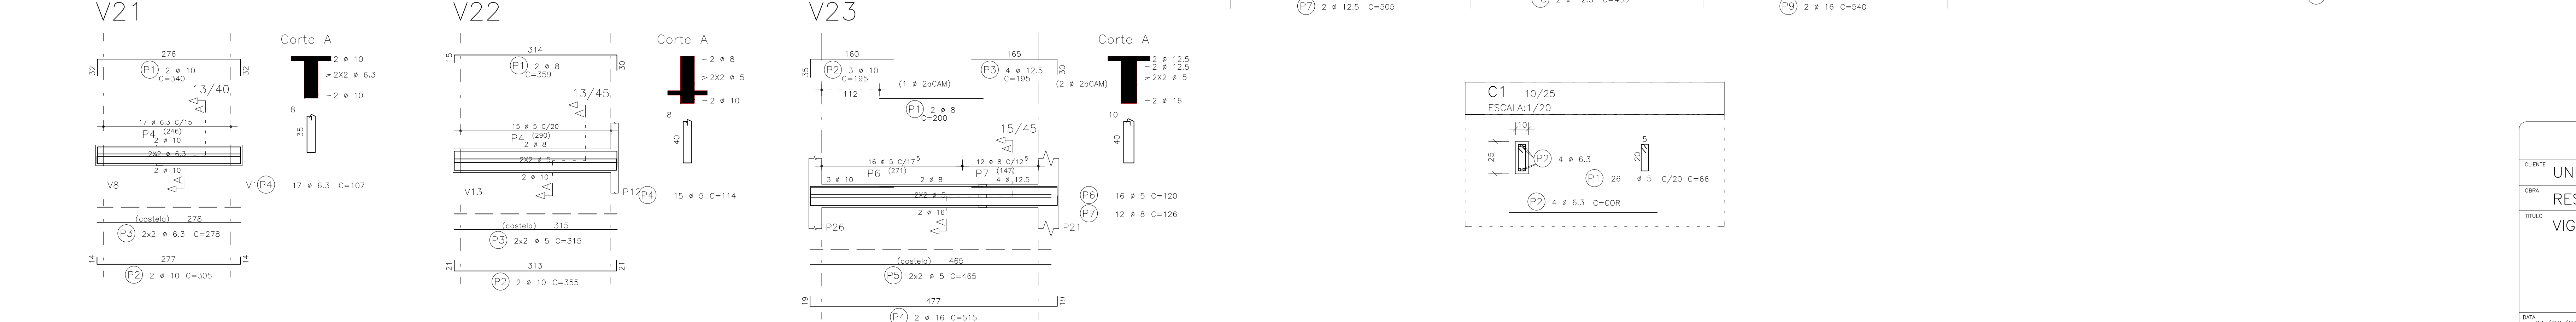 V21
Corte A
276
32
32
P1 2 ø 10
C=340
2 ø 10
>2X2 ø 6.3
2 ø 10
13/40
A
8
35
17 ø 6.3 C/15
P4 (246)
2 ø 10
2X2 ø 6.3
2 ø 10
A
V8
V1
P4 17 ø 6.3 C=107
(costela) 278
P3 2x2 ø 6.3 C=278
14
277
14
P2 2 ø 10 C=305
V22
Corte A
314
15
30
P1 2 ø 8
C=359
2 ø 8
>2X2 ø 5
2 ø 10
13/45
A
8
40
15 ø 5 C/20
P4 (290)
2 ø 8
2X2 ø 5
2 ø 10
A
V13
P12
P4 15 ø 5 C=114
(costela) 315
P3 2x2 ø 5 C=315
21
313
21
P2 2 ø 10 C=355
V23
Corte A
160
165
35
30
P2 3 ø 10
C=195
P3 4 ø 12.5
C=195
(1 ø 2aCAM)
(2 ø 2aCAM)
112
P1 2 ø 8
C=200
2 ø 12.5
2 ø 12.5
>2X2 ø 5
2 ø 16
15/45
A
10
40
16 ø 5 C/17⁵
12 ø 8 C/12⁵
P6 (271)
P7 (147)
3 ø 10
2 ø 8
4 ø 12.5
2X2 ø 5
2 ø 16
A
P26
P21
P6 16 ø 5 C=120
P7 12 ø 8 C=126
(costela) 465
P5 2x2 ø 5 C=465
19
477
19
P4 2 ø 16 C=515
P7 2 ø 12.5 C=505
P9 2 ø 16 C=540
C1 10/25
ESCALA:1/20
10
25
P2 4 ø 6.3
5
20
P1 26 ø 5 C/20 C=66
P2 4 ø 6.3 C=COR
CLIENTE
OBRA
TITULO
DATA